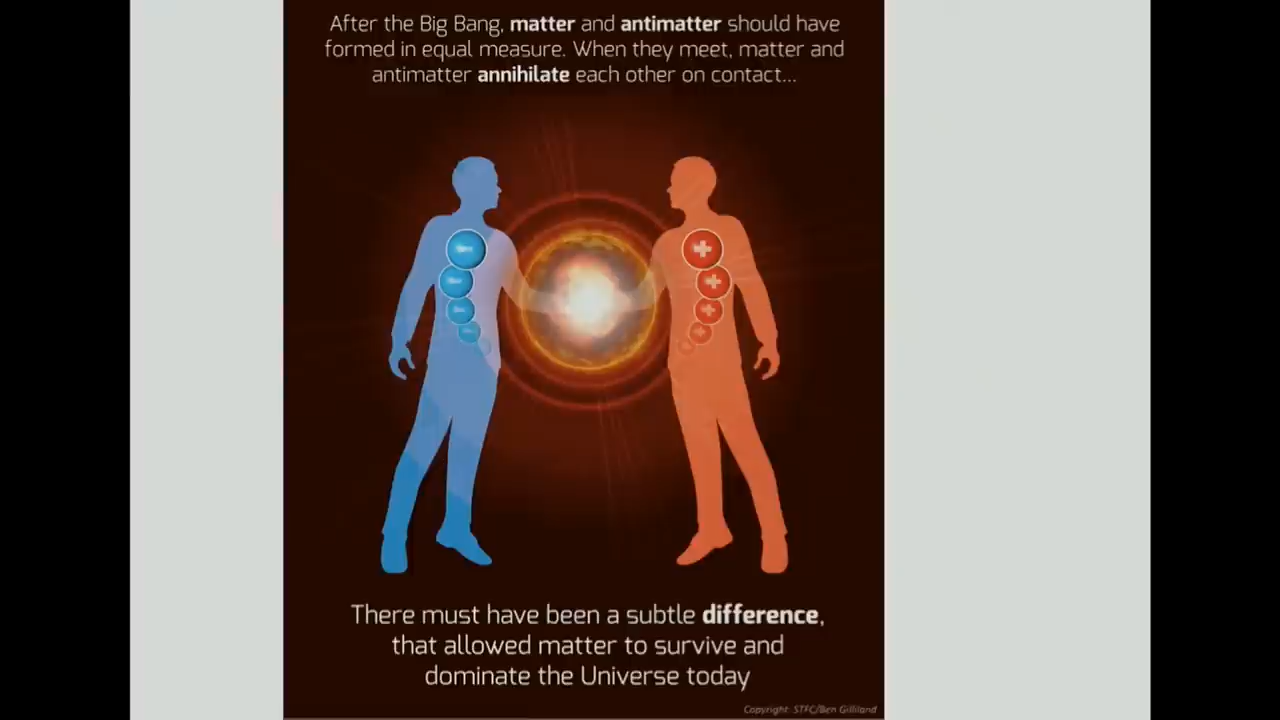 After the Big Bang, matter and antimatter should have
formed in equal measure. When they meet, matter and
antimatter annihilate each other on contact...
There must have been a subtle difference,
that allowed matter to survive and
dominate the Universe today
Copyright: STFC/Ben Gilliland